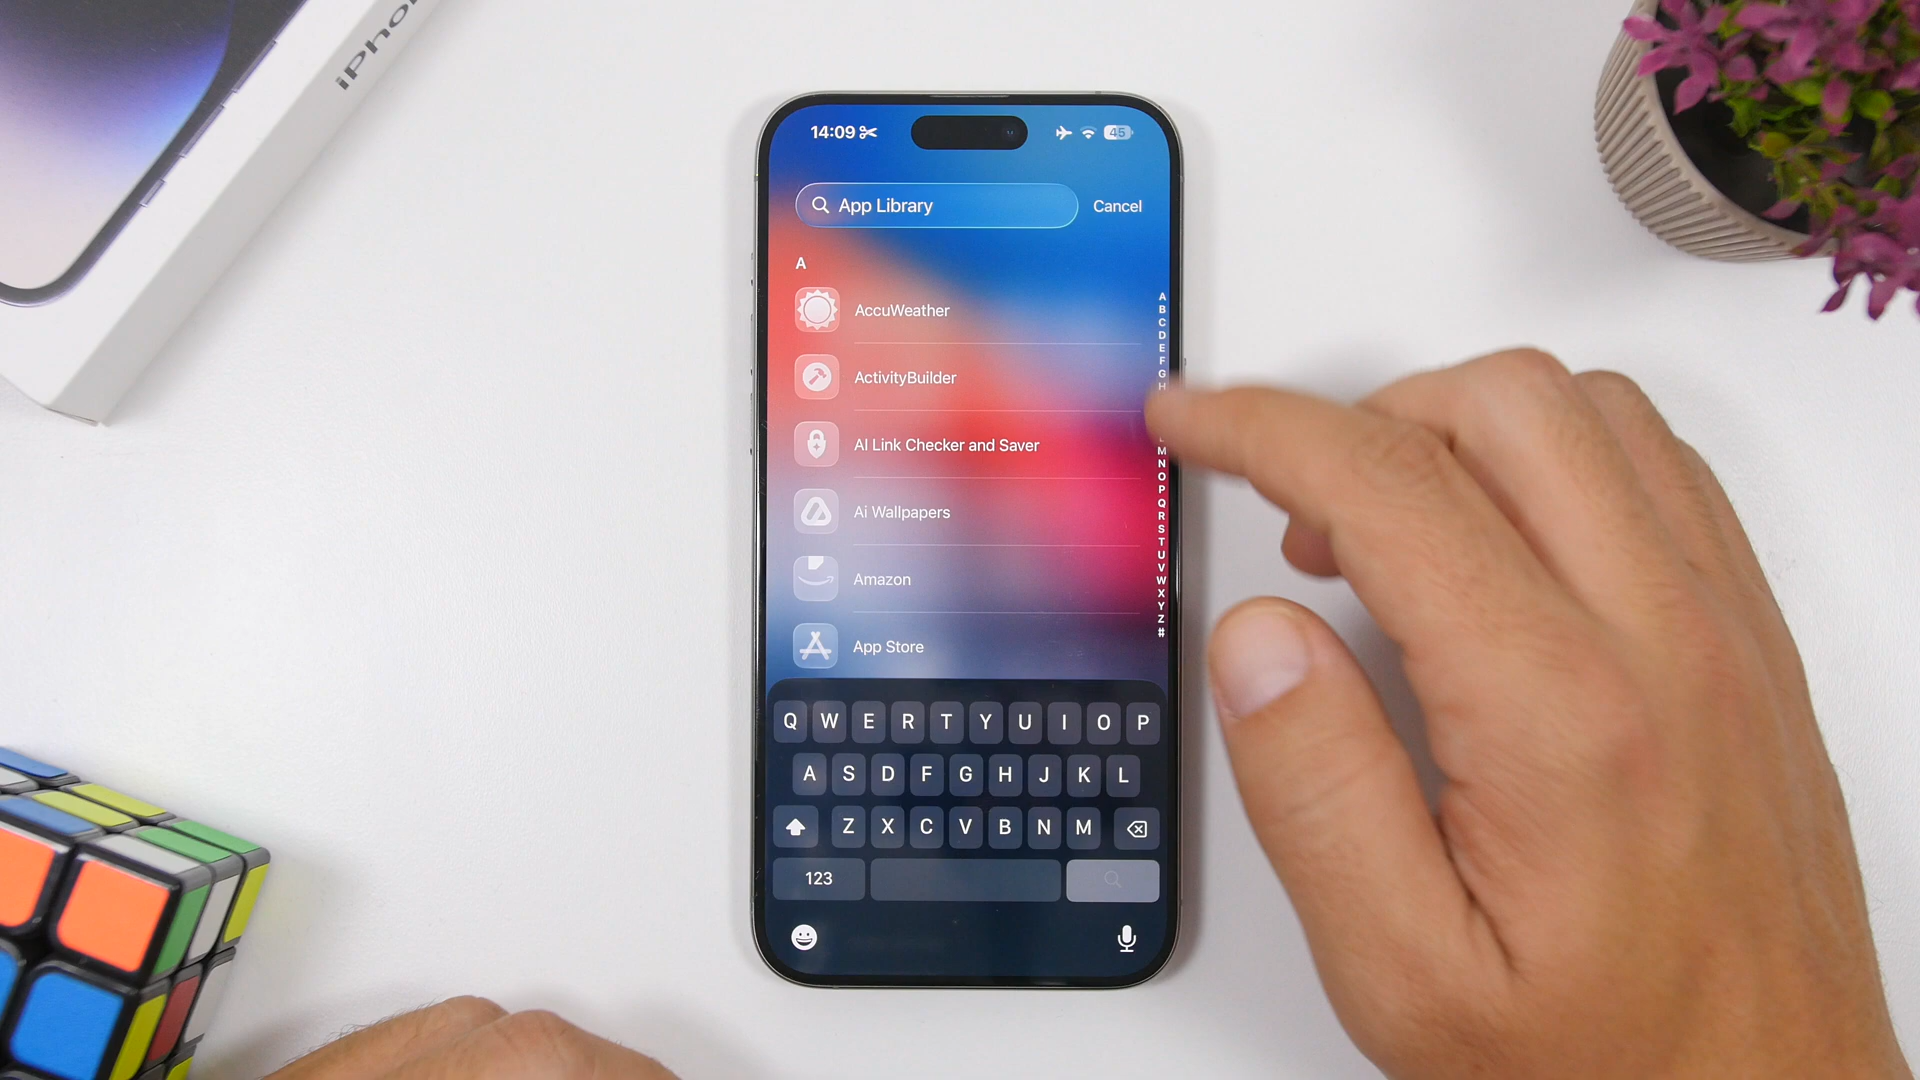 iPhon
14:09
45
App Library
Cancel
A
AccuWeather
ActivityBuilder
AI Link Checker and Saver
Ai Wallpapers
Amazon
App Store
A
B
C
D
E
F
G
H
M
N
O
P
Q
R
S
T
U
V
W
X
Y
Z
#
Q W E R T Y U I O P
A S D F G H J K L
Z X C V B N M
123